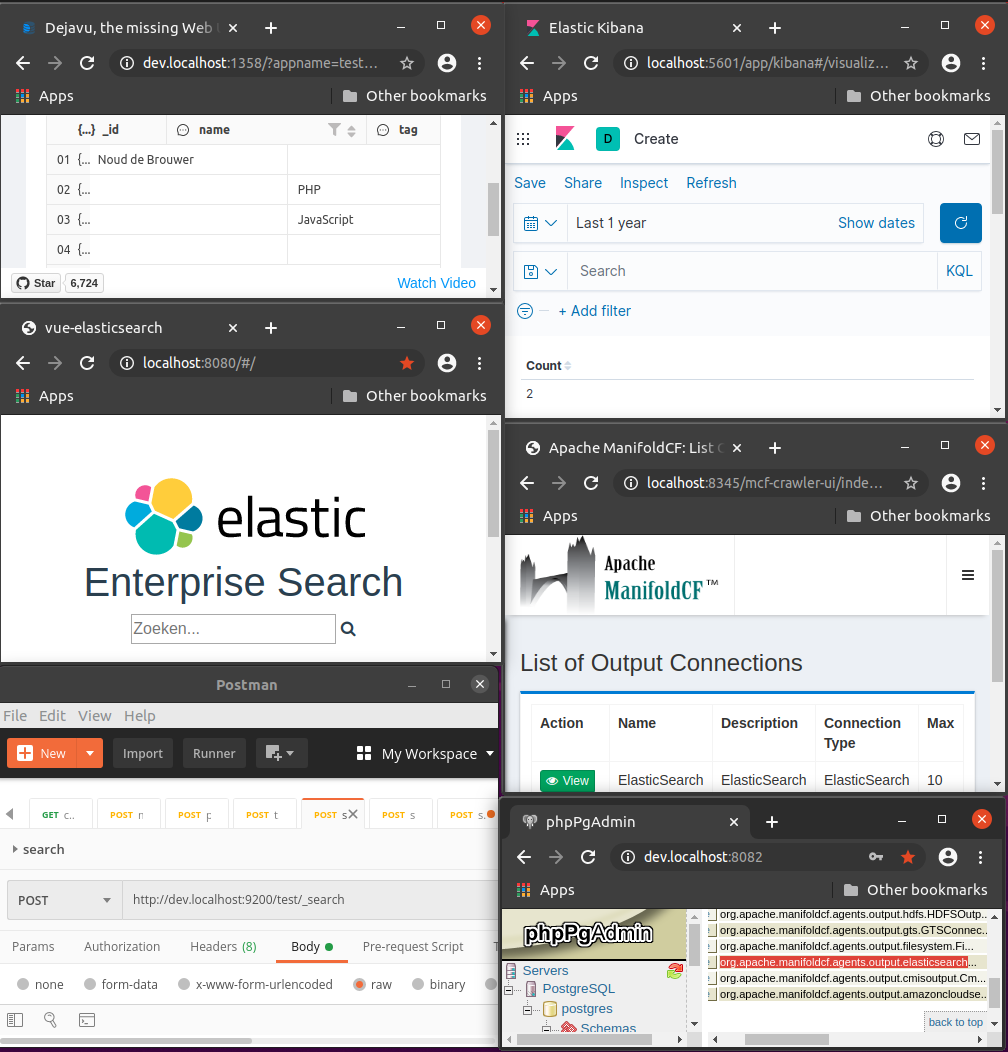 Dejavu, the missing Web
dev.localhost:1358/?appname=test…
Apps
Other bookmarks
{...} _id
name
tag
01 {... Noud de Brouwer
02 {... PHP
03 {... JavaScript
04 {...
Star 6,724
Watch Video
Elastic Kibana
localhost:5601/app/kibana#/visualiz…
Apps
Other bookmarks
D Create
Save Share Inspect Refresh
Last 1 year Show dates
Search KQL
+ Add filter
Count
2
vue-elasticsearch
localhost:8080/#/
Apps
Other bookmarks
elastic
Enterprise Search
Zoeken...
Apache ManifoldCF: List
localhost:8345/mcf-crawler-ui/inde…
Apps
Other bookmarks
Apache
ManifoldCF™
List of Output Connections
Action Name Description Connection Type Max
View ElasticSearch ElasticSearch ElasticSearch 10
Postman
File Edit View Help
New Import Runner My Workspace
GET c.. POST r POST p POST t POST s POST s POST s.
search
POST http://dev.localhost:9200/test/_search
Params Authorization Headers (8) Body Pre-request Script T
none form-data x-www-form-urlencoded raw binary
phpPgAdmin
dev.localhost:8082
Apps
Other bookmarks
phpPgAdmin
Servers
PostgreSQL
postgres
Schemas
org.apache.manifoldcf.agents.output.hdfs.HDFSOutp...
org.apache.manifoldcf.agents.output.gts.GTSConnec...
org.apache.manifoldcf.agents.output.filesystem.Fi...
org.apache.manifoldcf.agents.output.elasticsearch...
org.apache.manifoldcf.agents.output.cmisoutput.Cm...
org.apache.manifoldcf.agents.output.amazoncloudse...
back to top